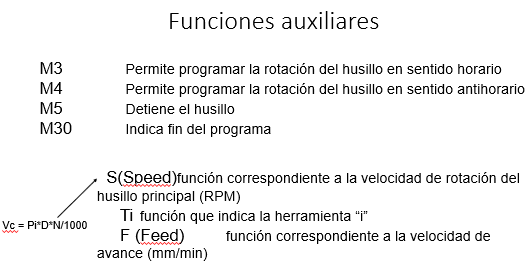 Funciones auxiliares
M3 Permite programar la rotación del husillo en sentido horario
M4 Permite programar la rotación del husillo en sentido antihorario
M5 Detiene el husillo
M30 Indica fin del programa
S(Speed)función correspondiente a la velocidad de rotación del
husillo principal (RPM)
Vc = Pi*D*N/1000
Ti función que indica la herramienta “i”
F (Feed) función correspondiente a la velocidad de
avance (mm/min)